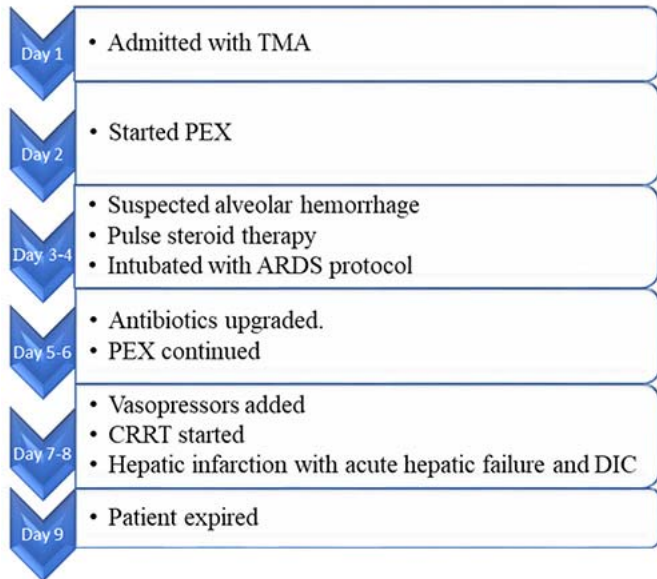 Day 1
• Admitted with TMA
Day 2
• Started PEX
Day 3-4
• Suspected alveolar hemorrhage
• Pulse steroid therapy
• Intubated with ARDS protocol
Day 5-6
• Antibiotics upgraded.
• PEX continued
Day 7-8
• Vasopressors added
• CRRT started
• Hepatic infarction with acute hepatic failure and DIC
Day 9
• Patient expired